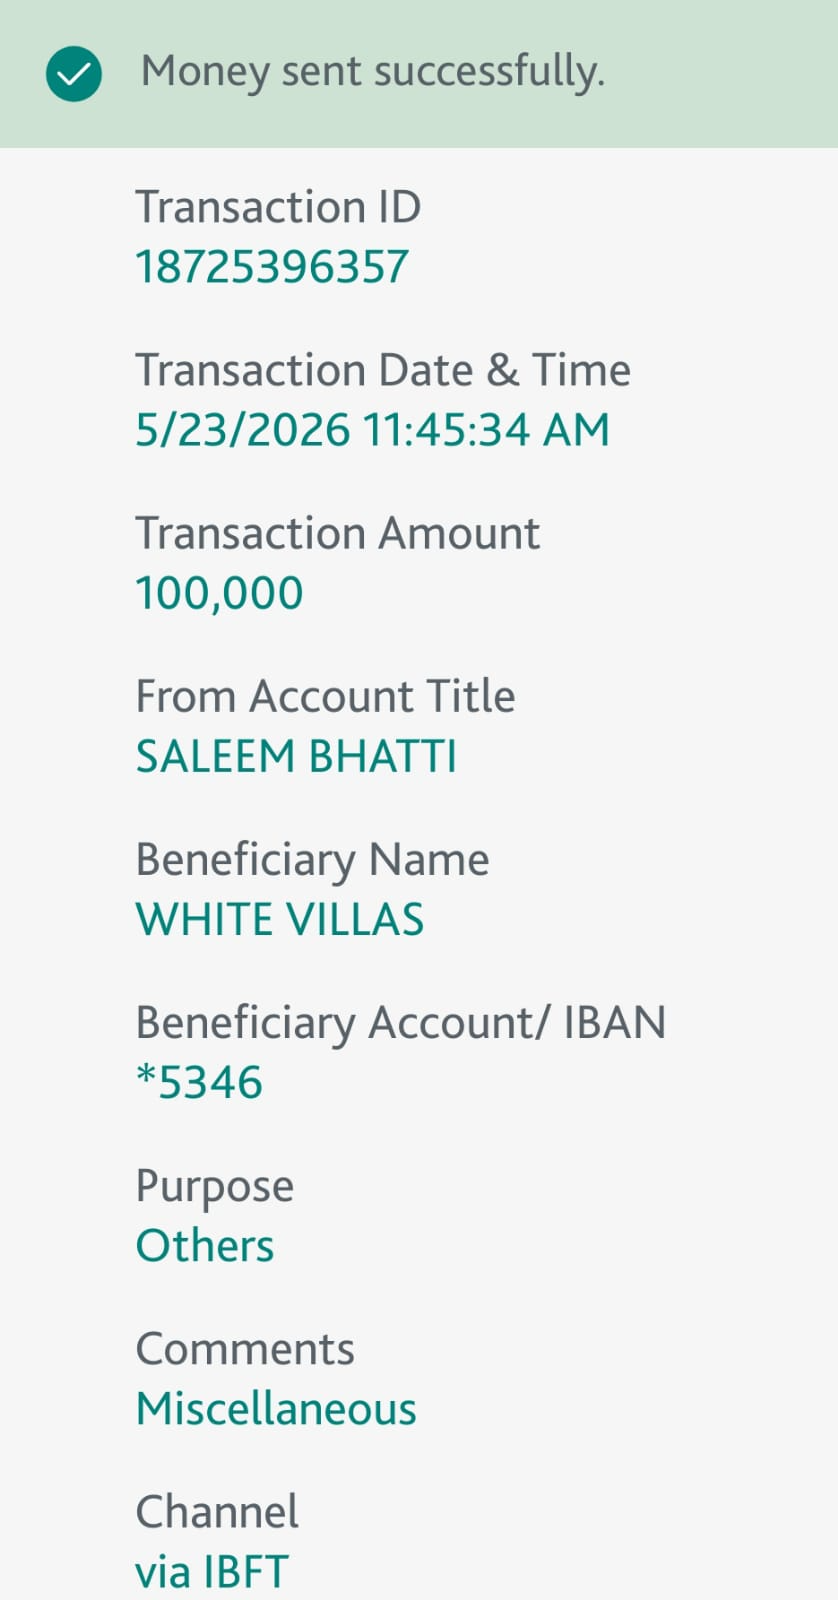 Money sent successfully.
Transaction ID
18725396357
Transaction Date & Time
5/23/2026 11:45:34 AM
Transaction Amount
100,000
From Account Title
SALEEM BHATTI
Beneficiary Name
WHITE VILLAS
Beneficiary Account/ IBAN
*5346
Purpose
Others
Comments
Miscellaneous
Channel
via IBFT